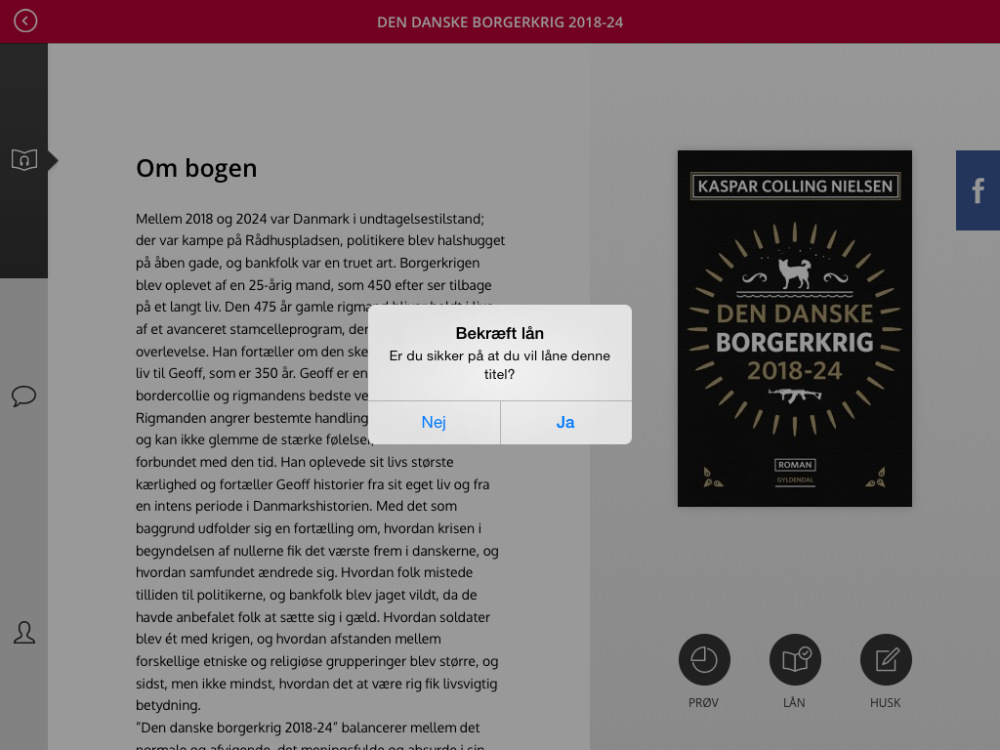 DEN DANSKE BORGERKRIG 2018-24
Om bogen
Mellem 2018 og 2024 var Danmark i undtagelsestilstand;
der var kampe på Rådhuspladsen, politikere blev halshugget
på åben gade, og bankfolk var en truet art. Borgerkrigen
blev oplevet af en 25-årig mand, som 450 efter ser tilbage
på et langt liv. Den 475 år gamle rigmand bliver holdt i live
af et avanceret stamcelleprogram, der
overlevelse. Han fortæller om den ske
liv til Geoff, som er 350 år. Geoff er en
bordercollie og rigmandens bedste ve
Rigmanden angrer bestemte handling
og kan ikke glemme de stærke følelser,
forbundet med den tid. Han oplevede sit livs største
kærlighed og fortæller Geoff historier fra sit eget liv og fra
en intens periode i Danmarkshistorien. Med det som
baggrund udfolder sig en fortælling om, hvordan krisen i
begyndelsen af nullerne fik det værste frem i danskerne, og
hvordan samfundet ændrede sig. Hvordan folk mistede
tilliden til politikerne, og bankfolk blev jaget vildt, da de
havde anbefalet folk at sætte sig i gæld. Hvordan soldater
blev ét med krigen, og hvordan afstanden mellem
forskellige etniske og religiøse grupperinger blev større, og
sidst, men ikke mindst, hvordan det at være rig fik livsvigtig
betydning.
"Den danske borgerkrig 2018-24" balancerer mellem det
normale og afvigende, det meningsfulde og absurde i sin
Bekræft lån
Er du sikker på at du vil låne denne
titel?
Nej
Ja
KASPAR COLLING NIELSEN
DEN DANSKE
BORGERKRIG
2018-24
ROMAN
GYLDENDAL
f
PRØV
LÅN
HUSK